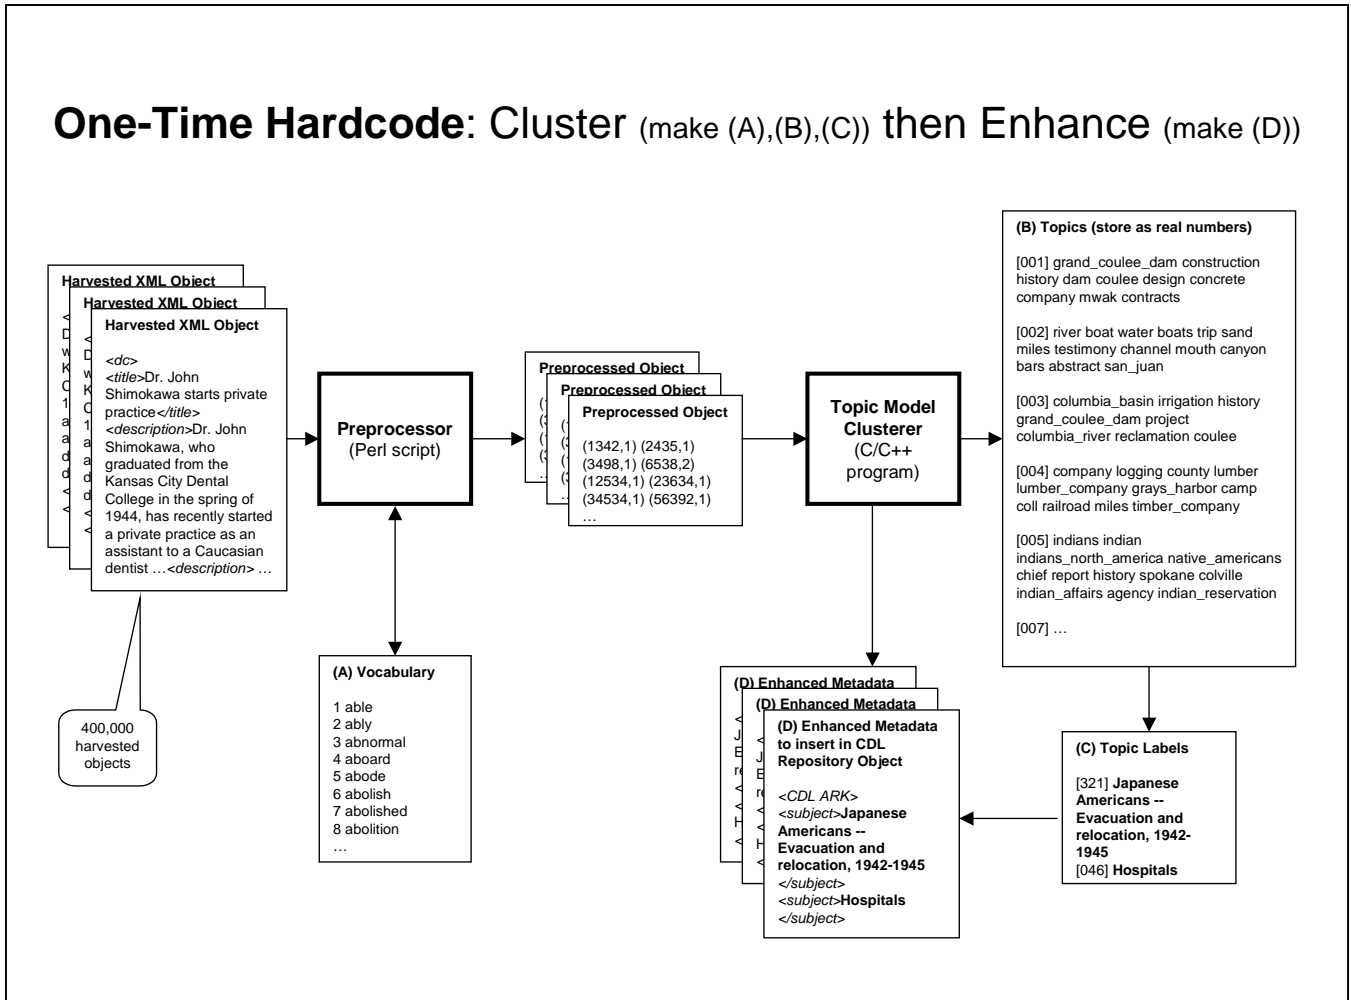 One-Time Hardcode: Cluster (make (A),(B),(C)) then Enhance (make (D))
Harvested XML Object
<
D
w
K
C
1
a
a
d
d
<
<
Harvested XML Object
<
D
w
K
C
1
a
a
d
d
<
<
Harvested XML Object
<dc>
<title>Dr. John
Shimokawa starts private
practice</title>
<description>Dr. John
Shimokawa, who
graduated from the
Kansas City Dental
College in the spring of
1944, has recently started
a private practice as an
assistant to a Caucasian
dentist …<description> …
400,000
harvested
objects
Preprocessor
(Perl script)
(A) Vocabulary
1 able
2 ably
3 abnormal
4 aboard
5 abode
6 abolish
7 abolished
8 abolition
…
Preprocessed Object
Preprocessed Object
Preprocessed Object
(1342,1) (2435,1)
(3498,1) (6538,2)
(12534,1) (23634,1)
(34534,1) (56392,1)
…
Topic Model
Clusterer
(C/C++
program)
(B) Topics (store as real numbers)
[001] grand_coulee_dam construction
history dam coulee design concrete
company mwak contracts
[002] river boat water boats trip sand
miles testimony channel mouth canyon
bars abstract san_juan
[003] columbia_basin irrigation history
grand_coulee_dam project
columbia_river reclamation coulee
[004] company logging county lumber
lumber_company grays_harbor camp
coll railroad miles timber_company
[005] indians indian
indians_north_america native_americans
chief report history spokane colville
indian_affairs agency indian_reservation
[007] …
(C) Topic Labels
[321] Japanese
Americans --
Evacuation and
relocation, 1942-
1945
[046] Hospitals
(D) Enhanced Metadata
(D) Enhanced Metadata
(D) Enhanced Metadata
to insert in CDL
Repository Object
<CDL ARK>
<subject>Japanese
Americans --
Evacuation and
relocation, 1942-1945
</subject>
<subject>Hospitals
</subject>